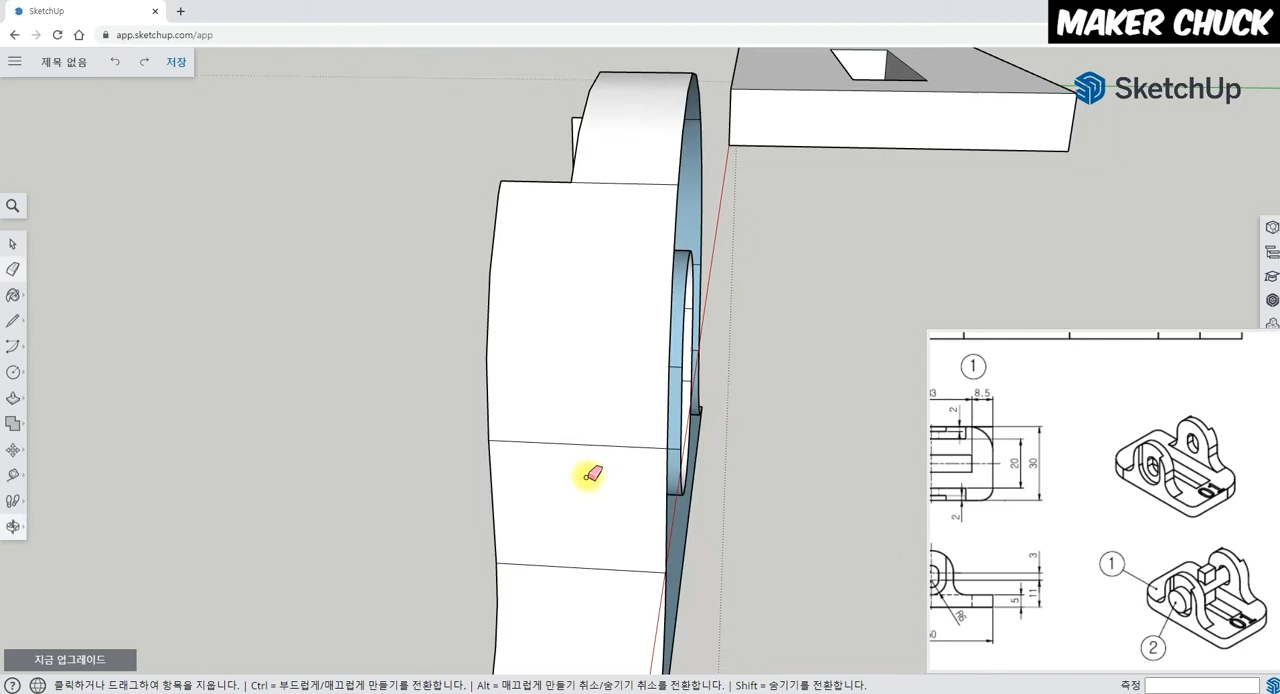 SketchUp
app.sketchup.com/app
MAKER CHUCK
제목 없음
저장
SketchUp
1
8,5
2
20
30
2
01
3
11
5
R6
1
01
2
지금 업그레이드
클릭하거나 드래그하여 항목을 지웁니다. | Ctrl = 부드럽게/매끄럽게 만들기를 전환합니다. | Alt = 매끄럽게 만들기 취소/숨기기 취소를 전환합니다. | Shift = 숨기기를 전환합니다.
측정